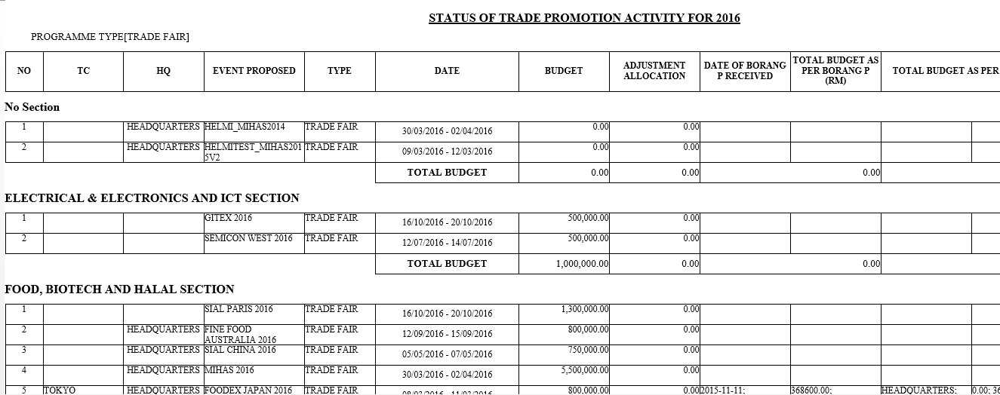 STATUS OF TRADE PROMOTION ACTIVITY FOR 2016
PROGRAMME TYPE[TRADE FAIR]
NO TC HQ EVENT PROPOSED TYPE DATE BUDGET ADJUSTMENT ALLOCATION DATE OF BORANG P RECEIVED TOTAL BUDGET AS PER BORANG P (RM) TOTAL BUDGET AS PER
No Section
1 HEADQUARTERS HELMI_MIHAS2014 TRADE FAIR 30/03/2016 - 02/04/2016 0.00 0.00
2 HEADQUARTERS HELMITEST_MIHAS201 TRADE FAIR 09/03/2016 - 12/03/2016 0.00 0.00
5V2
TOTAL BUDGET 0.00 0.00 0.00
ELECTRICAL & ELECTRONICS AND ICT SECTION
1 GITEX 2016 TRADE FAIR 16/10/2016 - 20/10/2016 500,000.00 0.00
2 SEMICON WEST 2016 TRADE FAIR 12/07/2016 - 14/07/2016 500,000.00 0.00
TOTAL BUDGET 1,000,000.00 0.00 0.00
FOOD, BIOTECH AND HALAL SECTION
1 SIAL PARIS 2016 TRADE FAIR 16/10/2016 - 20/10/2016 1,300,000.00 0.00
2 HEADQUARTERS FINE FOOD TRADE FAIR 12/09/2016 - 15/09/2016 800,000.00 0.00
AUSTRALIA 2016
3 HEADQUARTERS SIAL CHINA 2016 TRADE FAIR 05/05/2016 - 07/05/2016 750,000.00 0.00
4 HEADQUARTERS MIHAS 2016 TRADE FAIR 30/03/2016 - 02/04/2016 5,500,000.00 0.00
5 TOKYO HEADQUARTERS FOODEX JAPAN 2016 TRADE FAIR 800,000.00 0.00 2015-11-11; 368600.00; HEADQUARTERS; 0.00; 36